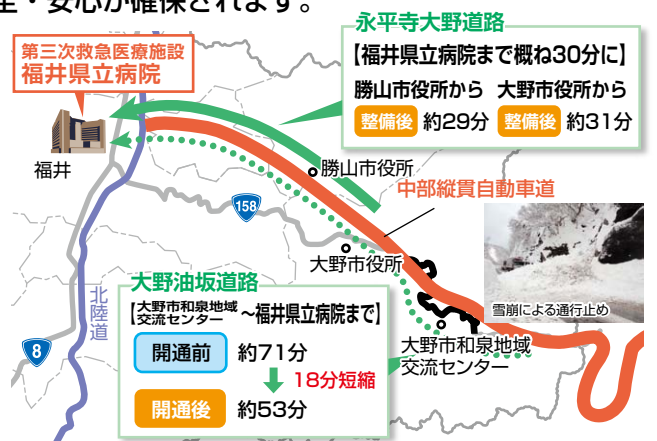 全・安心が確保されます。
第三次救急医療施設
福井県立病院
福井
永平寺大野道路
【福井県立病院まで概ね30分に】
勝山市役所から 大野市役所から
整備後 約29分 整備後 約31分
勝山市役所
中部縦貫自動車道
158
大野市役所
雪崩による通行止め
大野油坂道路
【大野市和泉地域交流センター~福井県立病院まで】
開通前 約71分
18分短縮
開通後 約53分
北陸道
8
大野市和泉地域
交流センター